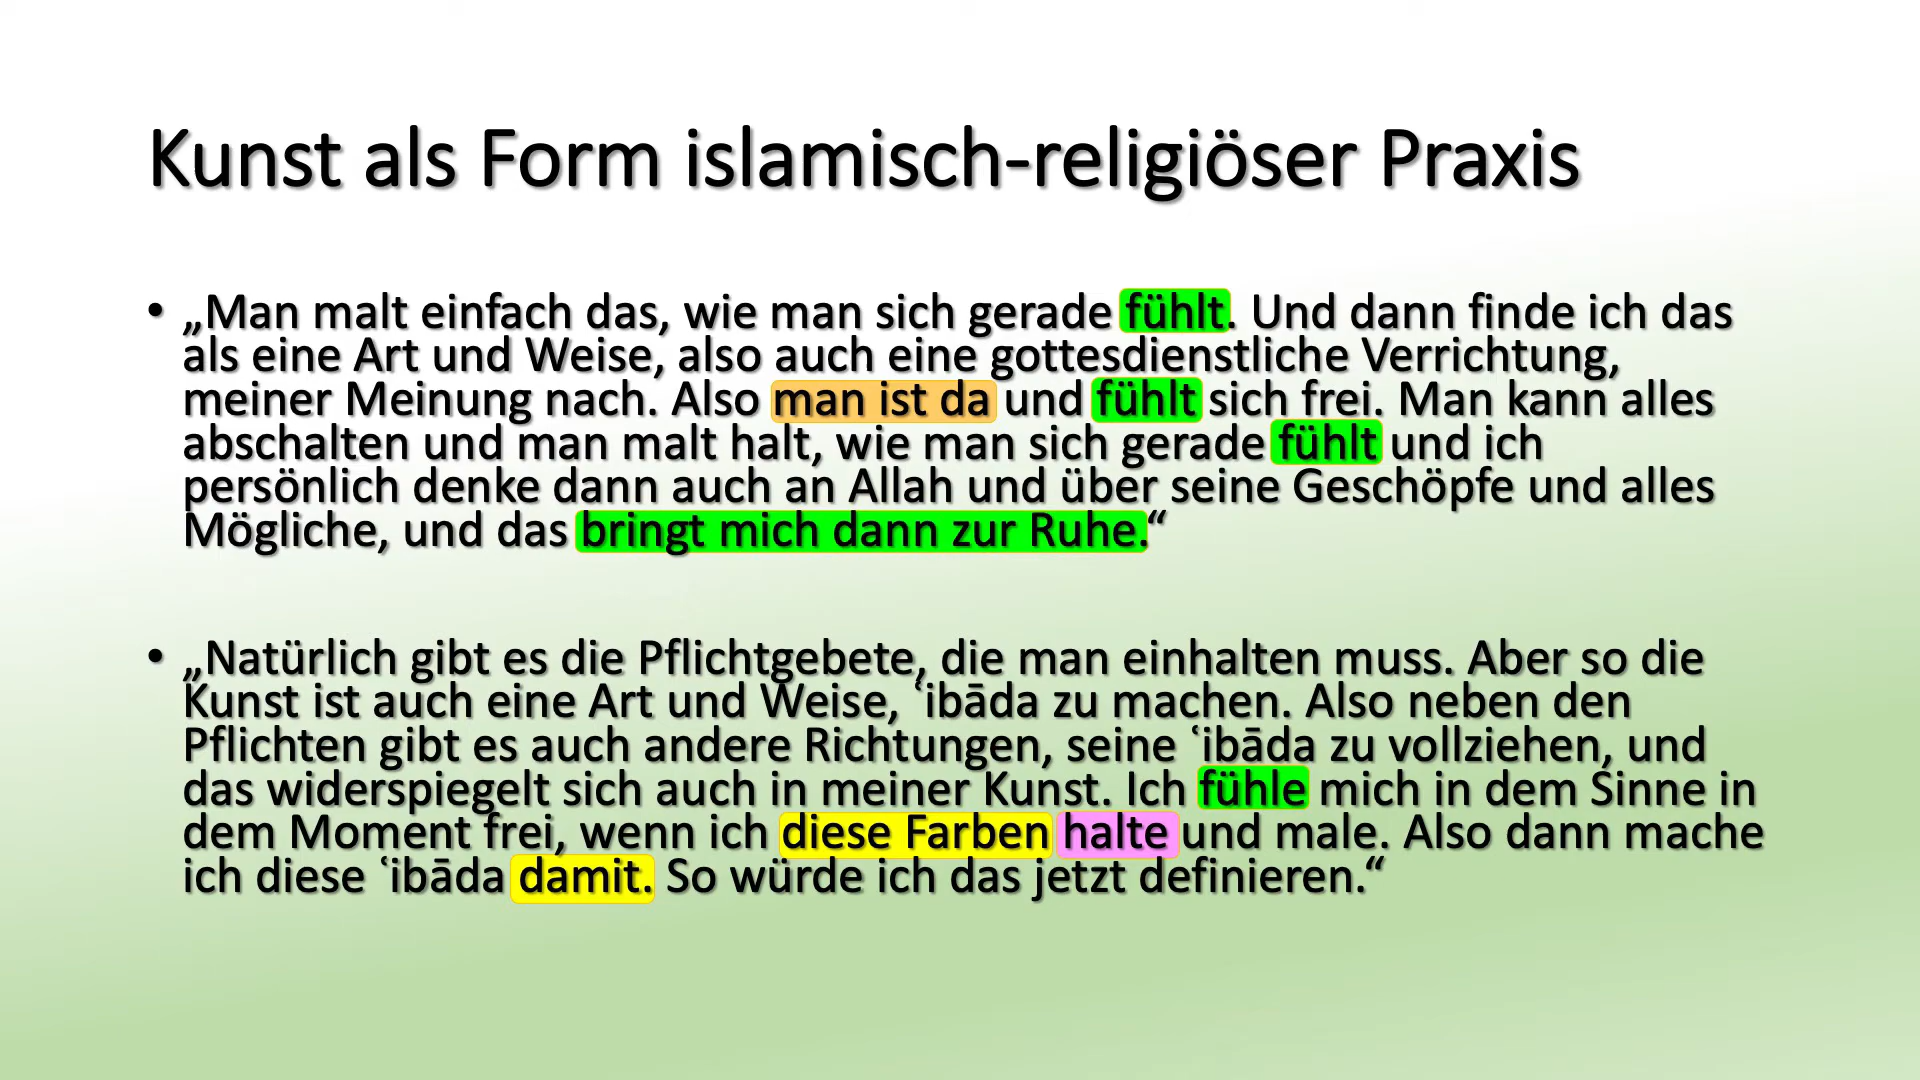 Kunst als Form islamisch-religiöser Praxis
• „Man malt einfach das, wie man sich gerade fühlt. Und dann finde ich das
als eine Art und Weise, also auch eine gottesdienstliche Verrichtung,
meiner Meinung nach. Also man ist da und fühlt sich frei. Man kann alles
abschalten und man malt halt, wie man sich gerade fühlt und ich
persönlich denke dann auch an Allah und über seine Geschöpfe und alles
Mögliche, und das bringt mich dann zur Ruhe.“
• „Natürlich gibt es die Pflichtgebete, die man einhalten muss. Aber so die
Kunst ist auch eine Art und Weise, ʿibāda zu machen. Also neben den
Pflichten gibt es auch andere Richtungen, seine ʿibāda zu vollziehen, und
das widerspiegelt sich auch in meiner Kunst. Ich fühle mich in dem Sinne in
dem Moment frei, wenn ich diese Farben halte und male. Also dann mache
ich diese ʿibāda damit. So würde ich das jetzt definieren.“